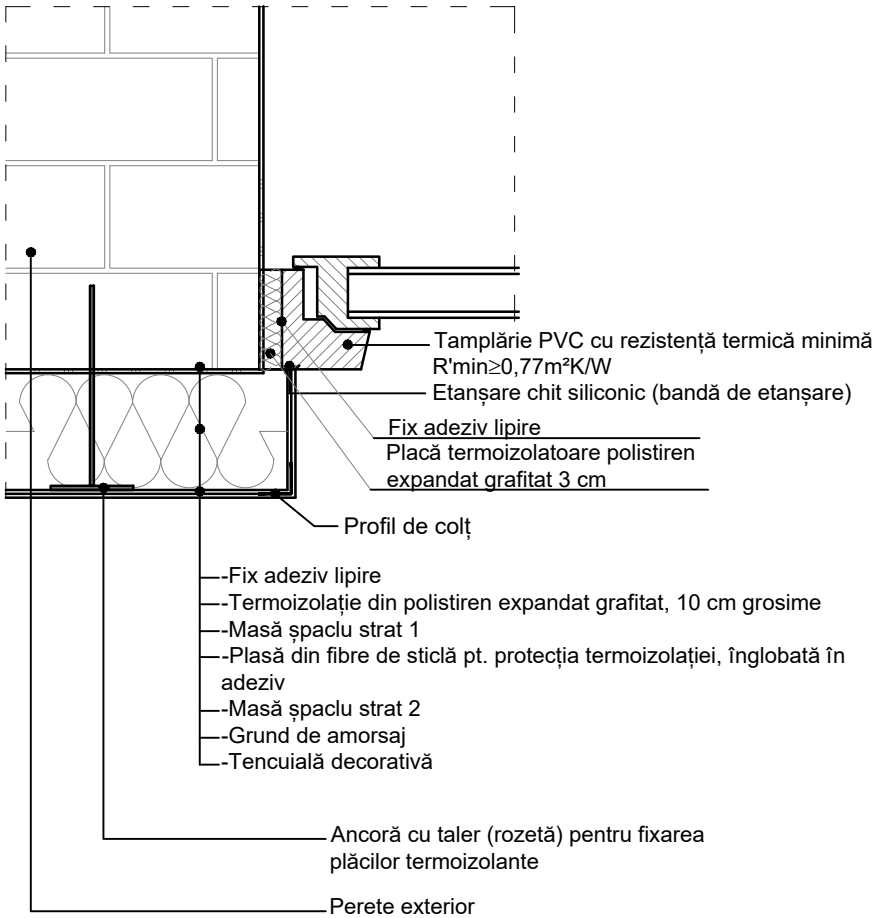 Tamplărie PVC cu rezistență termică minimă
R'min≥0,77m²K/W
Etanșare chit siliconic (bandă de etanșare)
Fix adeziv lipire
Placă termoizolatoare polistiren
expandat grafitat 3 cm
Profil de colț
-Fix adeziv lipire
-Termoizolație din polistiren expandat grafitat, 10 cm grosime
-Masă șpaclu strat 1
-Plasă din fibre de sticlă pt. protecția termoizolației, înglobată în
adeziv
-Masă șpaclu strat 2
-Grund de amorsaj
-Tencuială decorativă
Ancoră cu taler (rozetă) pentru fixarea
plăcilor termoizolante
Perete exterior